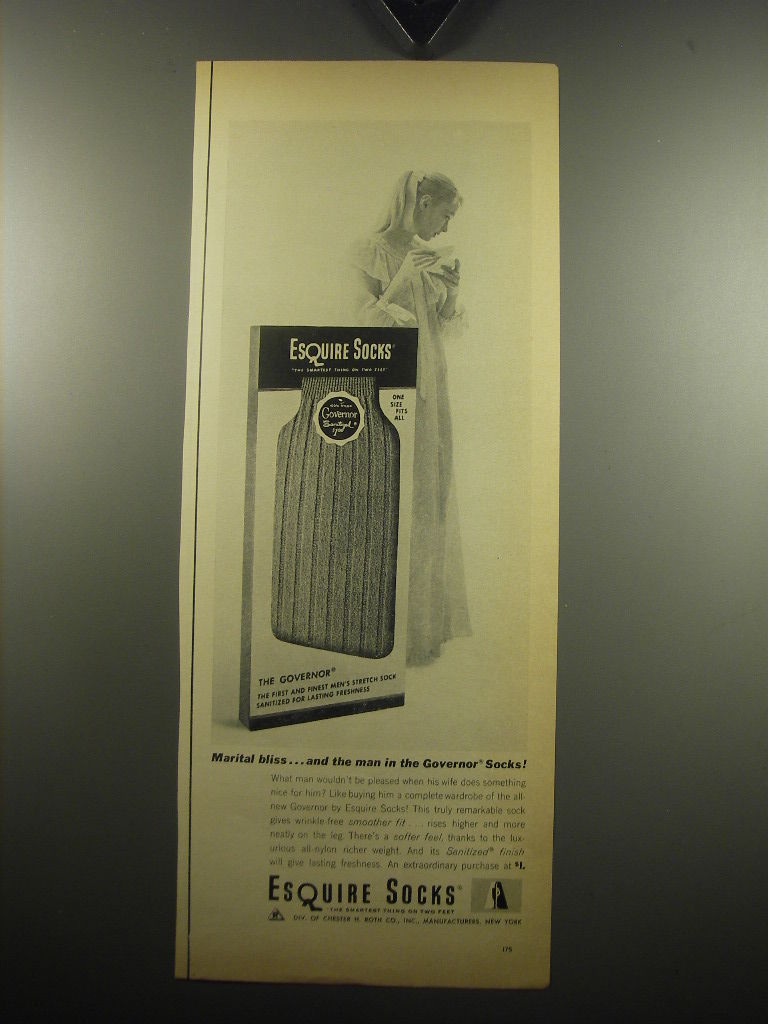 EsQuire Socks®
"THE SMARTEST THING ON TWO FEET"
ONE
SIZE
FITS
ALL
Governor
Sanitized®
$1.00
THE GOVERNOR®
THE FIRST AND FINEST MEN'S STRETCH SOCK
SANITIZED FOR LASTING FRESHNESS
Marital bliss...and the man in the Governor® Socks!
What man wouldn't be pleased when his wife does something
nice for him? Like buying him a complete wardrobe of the all-
new Governor by Esquire Socks! This truly remarkable sock
gives wrinkle-free smoother fit . . . rises higher and more
neatly on the leg. There's a softer feel, thanks to the lux-
urious all-nylon richer weight. And its Sanitized® finish
will give lasting freshness. An extraordinary purchase at $1.
EsQuire Socks®
"THE SMARTEST THING ON TWO FEET"
DIV. OF CHESTER H. ROTH CO., INC., MANUFACTURERS, NEW YORK
175